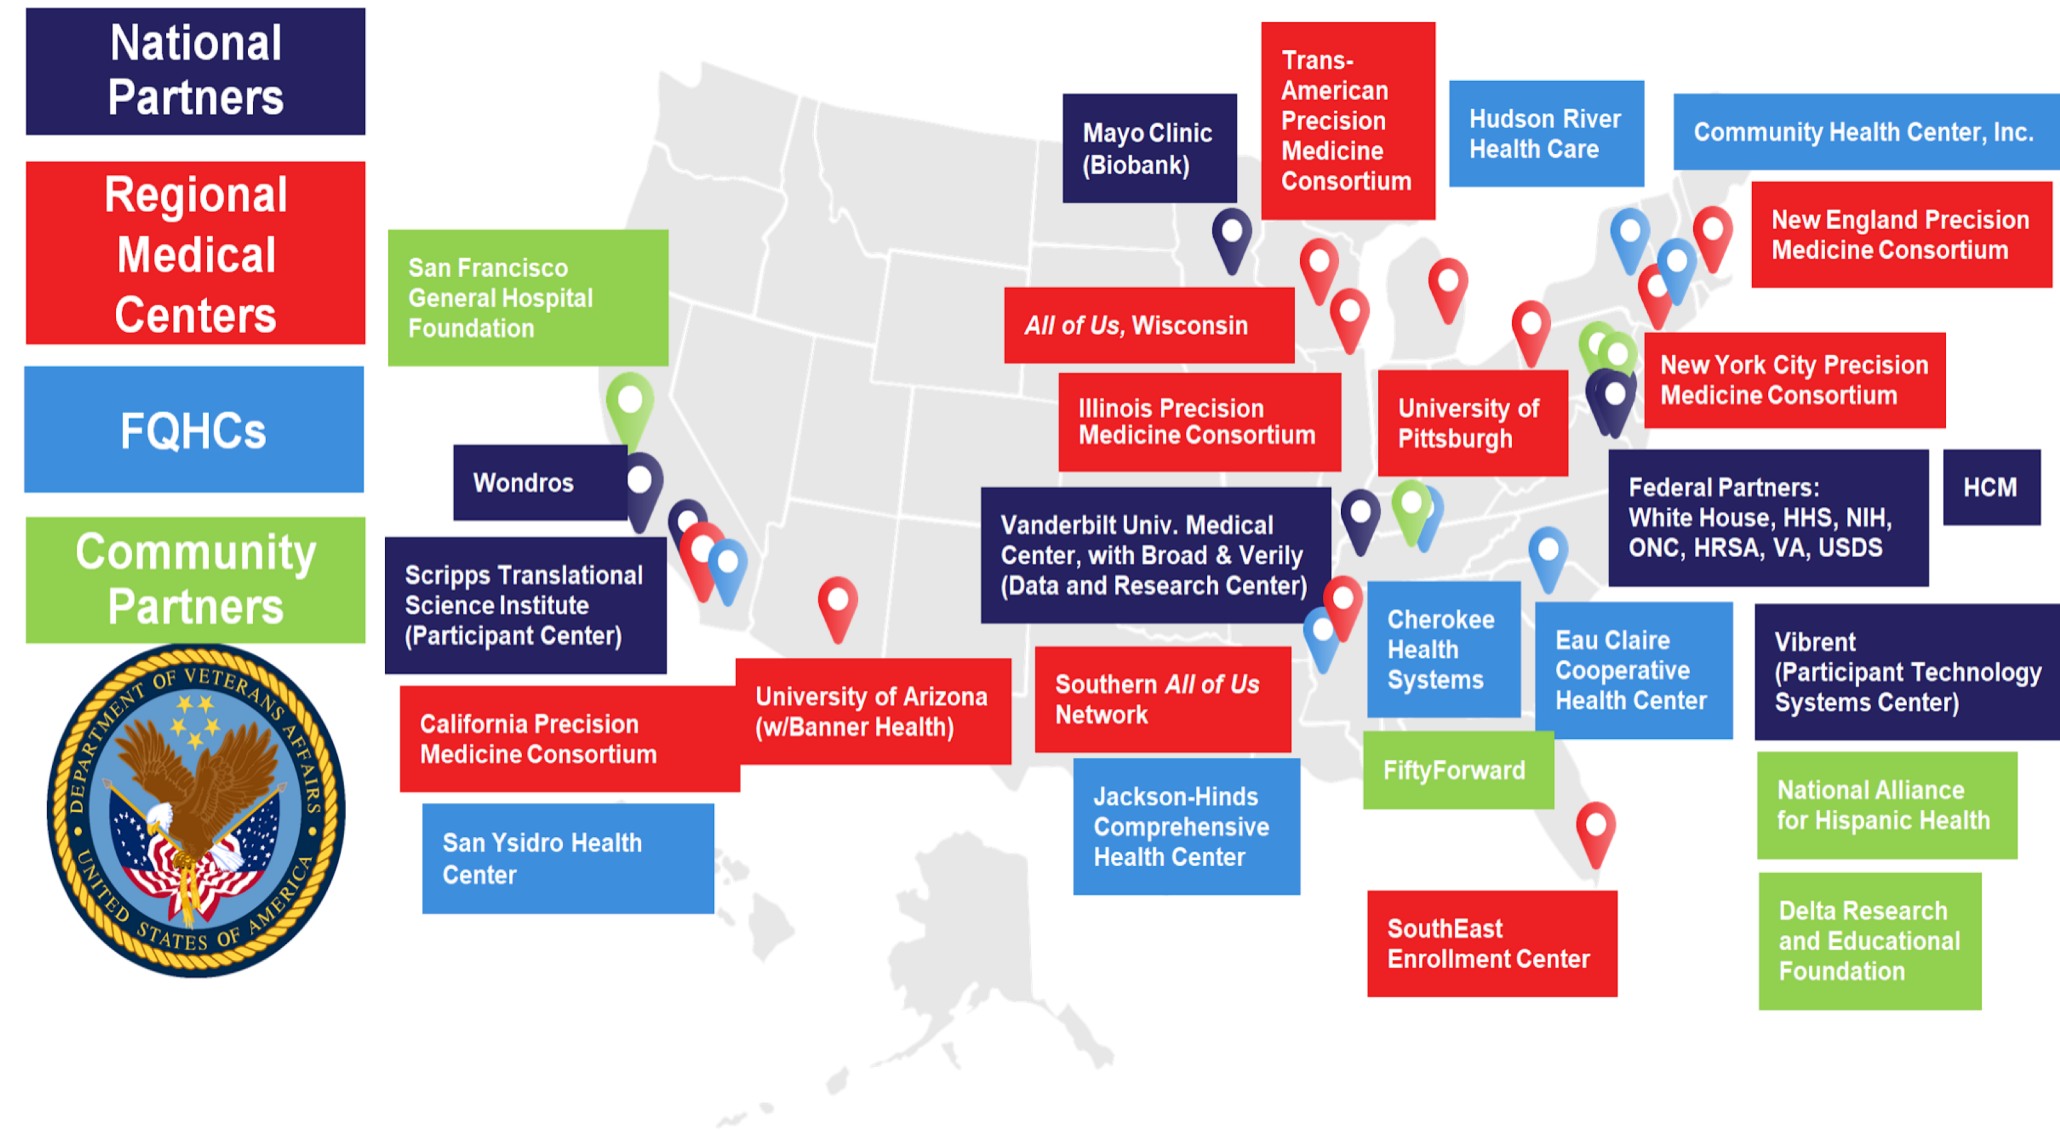 National
Partners
Regional
Medical
Centers
FQHCs
Community
Partners
DEPARTMENT OF VETERANS AFFAIRS
UNITED STATES OF AMERICA
San Francisco
General Hospital
Foundation
Wondros
Scripps Translational
Science Institute
(Participant Center)
California Precision
Medicine Consortium
San Ysidro Health
Center
University of Arizona
(w/Banner Health)
Mayo Clinic
(Biobank)
Trans-
American
Precision
Medicine
Consortium
Hudson River
Health Care
Community Health Center, Inc.
New England Precision
Medicine Consortium
All of Us, Wisconsin
Illinois Precision
Medicine Consortium
University of
Pittsburgh
New York City Precision
Medicine Consortium
Vanderbilt Univ. Medical
Center, with Broad & Verily
(Data and Research Center)
Federal Partners:
White House, HHS, NIH,
ONC, HRSA, VA, USDS
HCM
Southern All of Us
Network
Cherokee
Health
Systems
Eau Claire
Cooperative
Health Center
Vibrent
(Participant Technology
Systems Center)
Jackson-Hinds
Comprehensive
Health Center
FiftyForward
National Alliance
for Hispanic Health
SouthEast
Enrollment Center
Delta Research
and Educational
Foundation